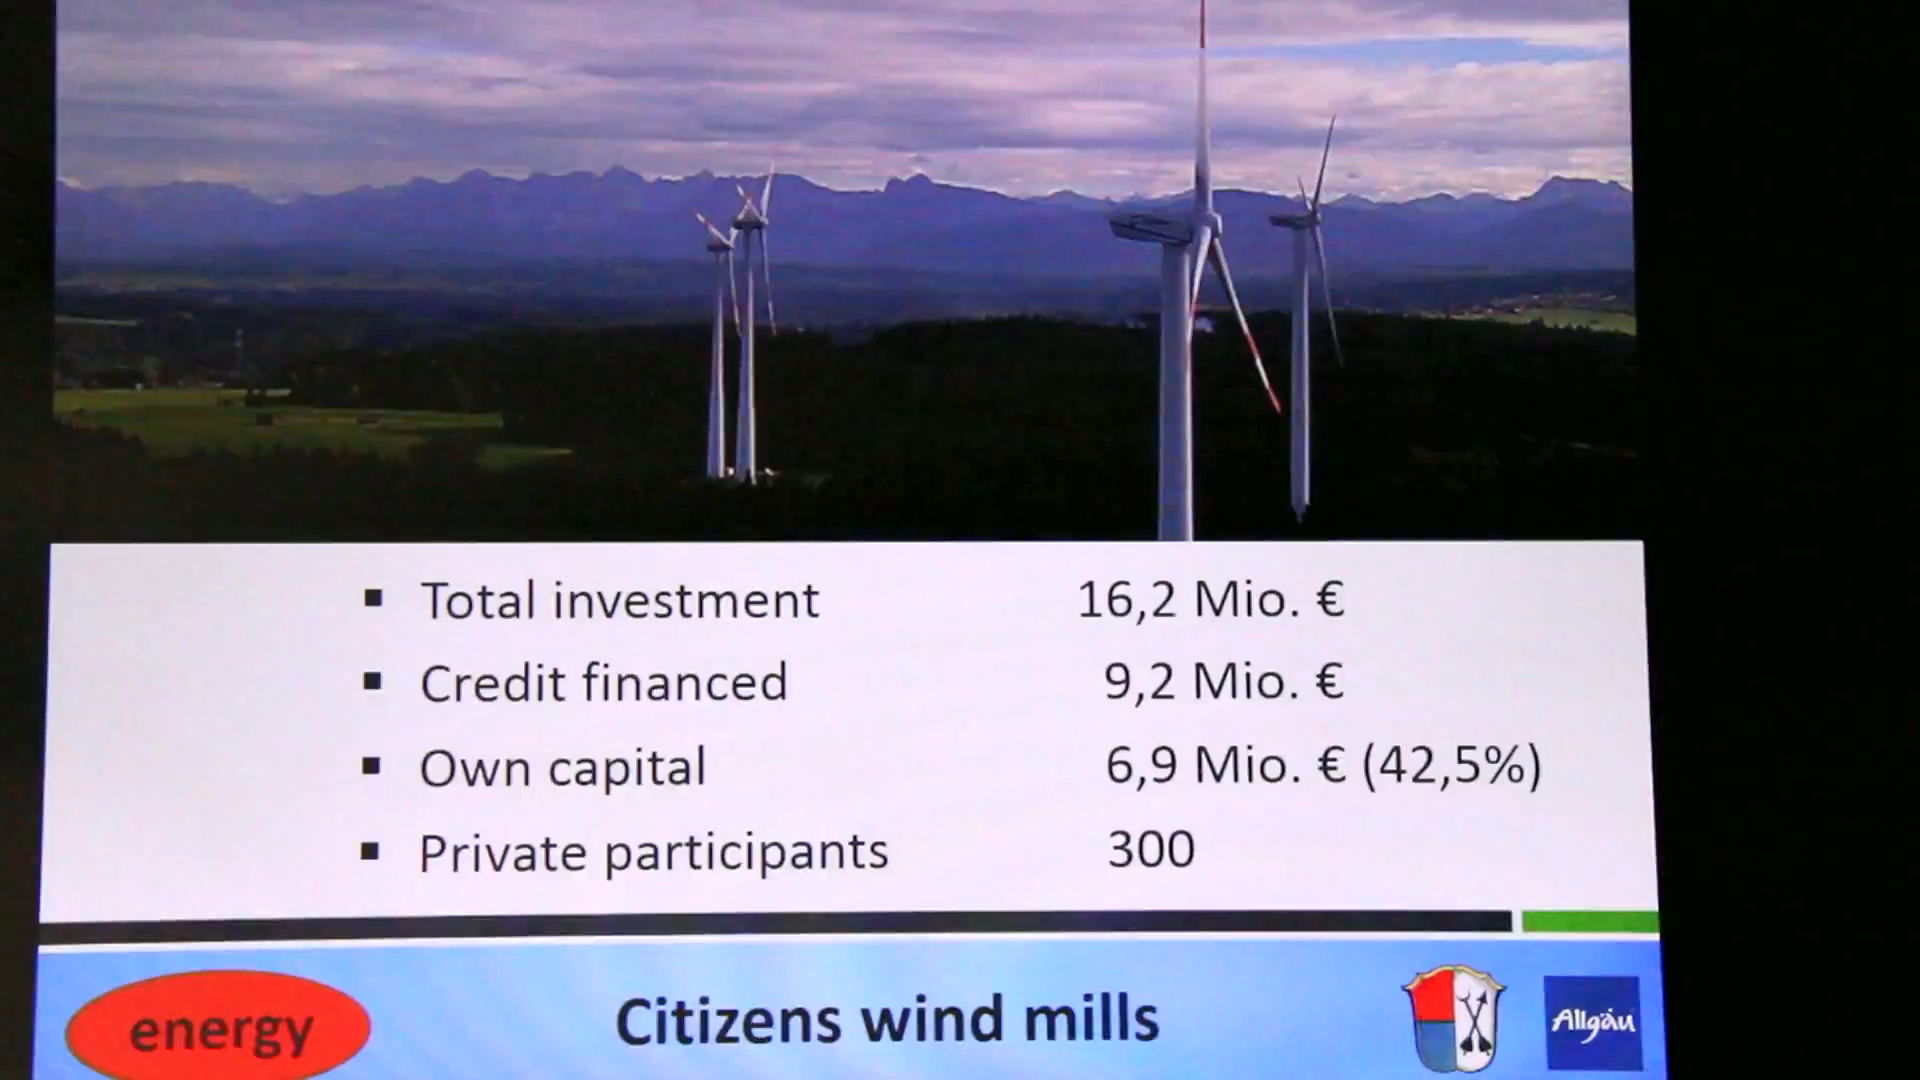 Total investment 16,2 Mio. €
Credit financed 9,2 Mio. €
Own capital 6,9 Mio. € (42,5%)
Private participants 300
energy
Citizens wind mills
Allgäu